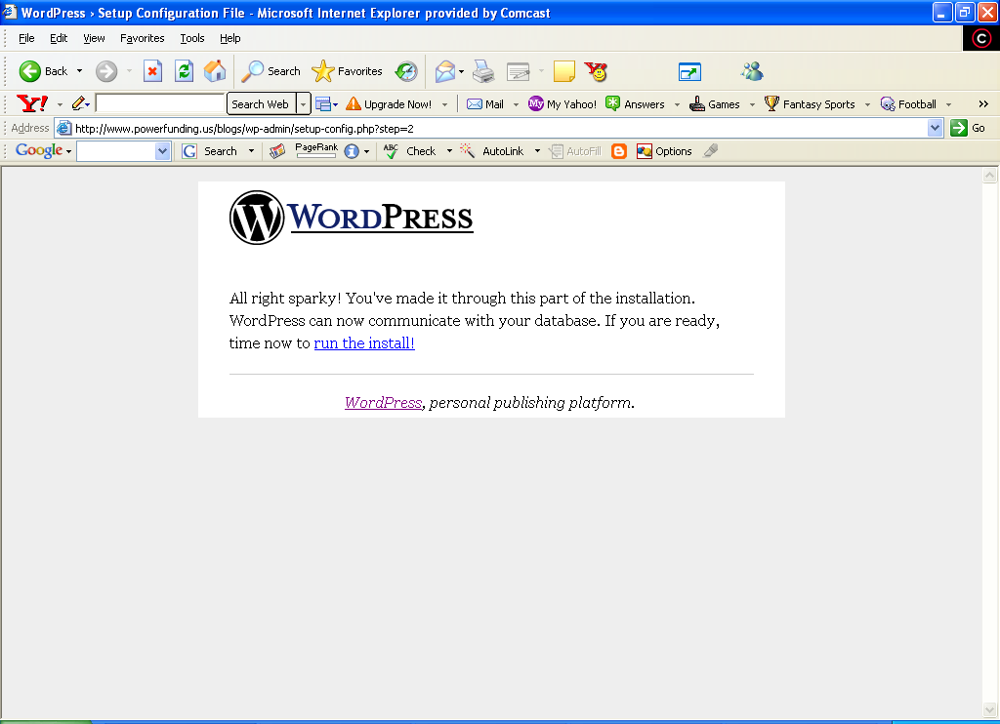 WordPress › Setup Configuration File - Microsoft Internet Explorer provided by Comcast
File Edit View Favorites Tools Help
Back Search Favorites
Y! Search Web Upgrade Now! Mail My Yahoo! Answers Games Fantasy Sports Football »
Address http://www.powerfunding.us/blogs/wp-admin/setup-config.php?step=2 Go
Google G Search PageRank ABC Check AutoLink AutoFill Options
WORDPRESS
All right sparky! You've made it through this part of the installation.
WordPress can now communicate with your database. If you are ready,
time now to run the install!
WordPress, personal publishing platform.